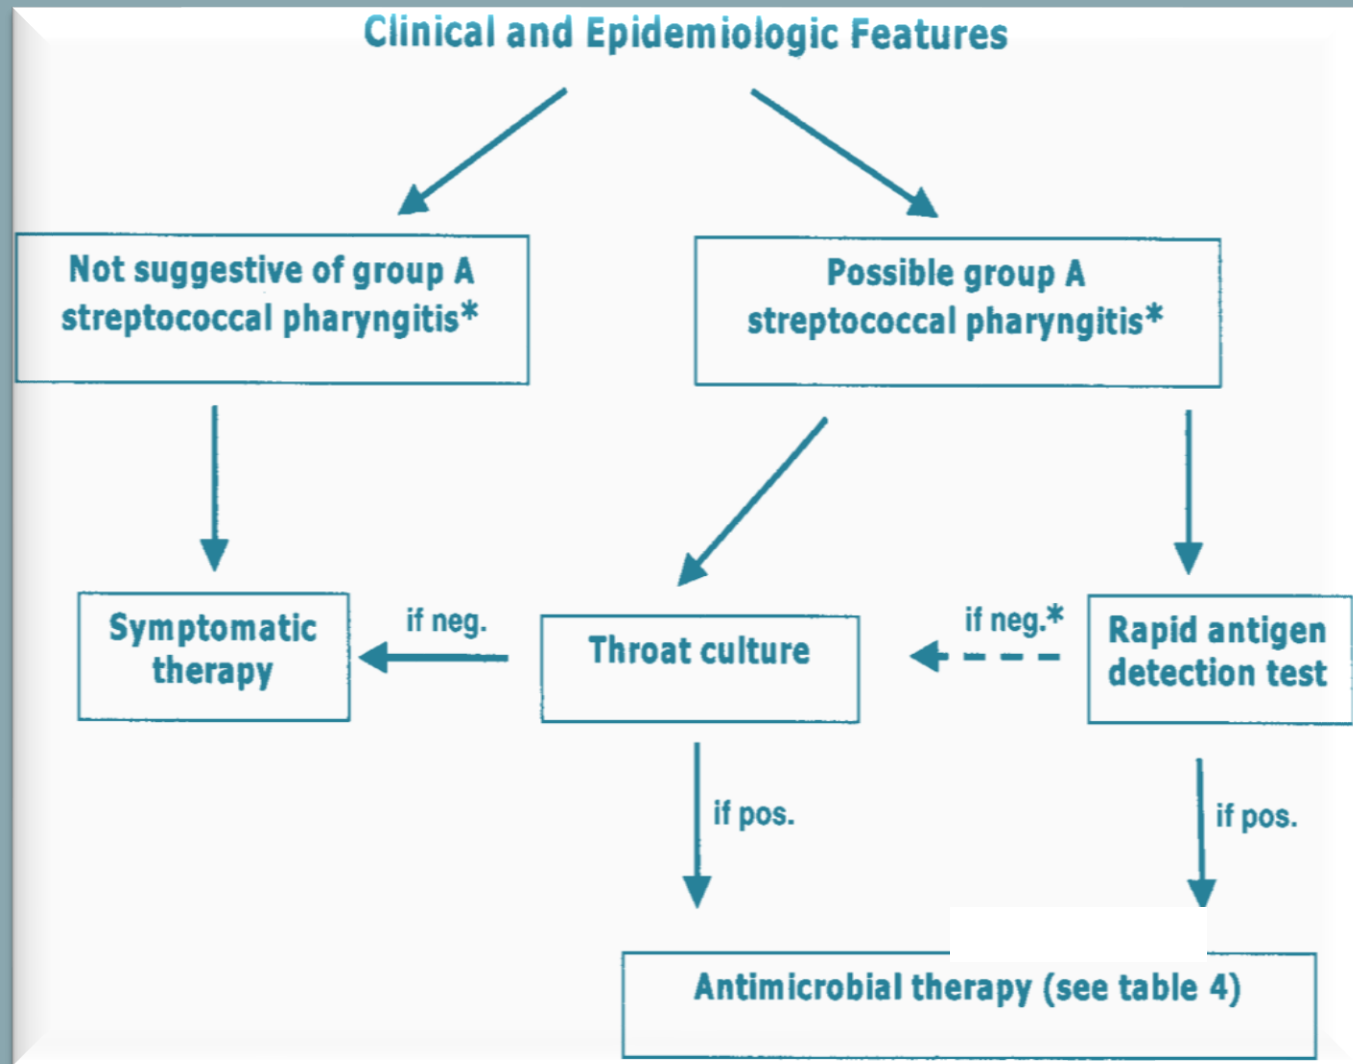 Clinical and Epidemiologic Features
Not suggestive of group A
streptococcal pharyngitis*
Possible group A
streptococcal pharyngitis*
Symptomatic
therapy
if neg.
Throat culture
if neg.*
Rapid antigen
detection test
if pos.
if pos.
Antimicrobial therapy (see table 4)